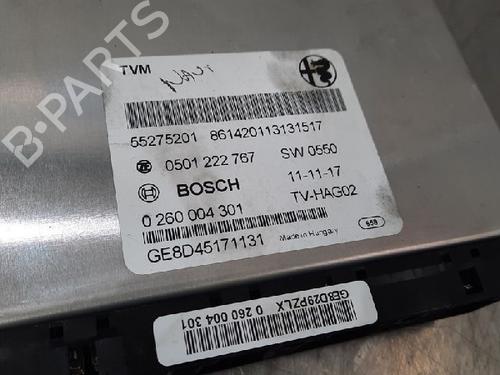 TVM
55275201 861420113131517
0501 222 767 SW 0550
BOSCH 11-11-17
0 260 004 301 TV-HAG02
GE8D45171131 Made in Hungary
GE8D29PZLX 0 260 004 301
B-PARTS